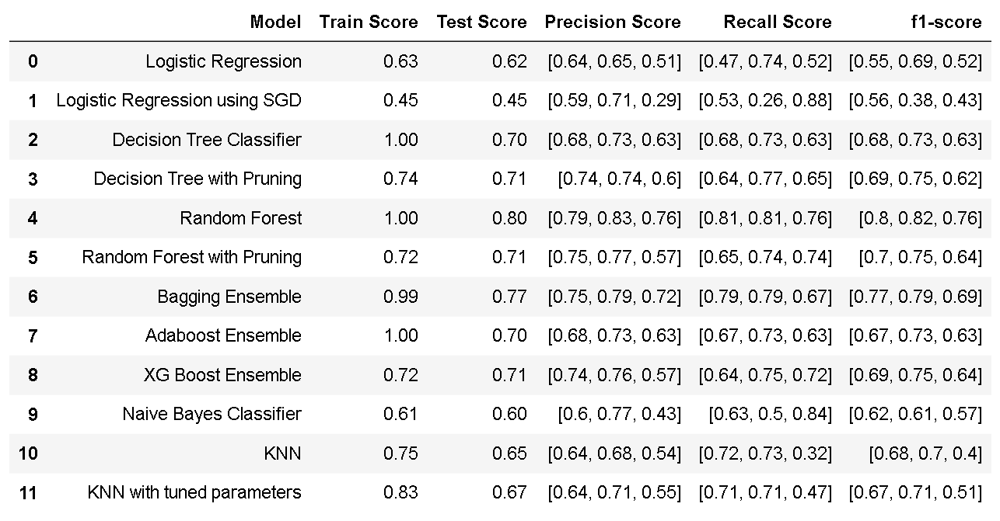 Model Train Score Test Score Precision Score Recall Score f1-score
0 Logistic Regression 0.63 0.62 [0.64, 0.65, 0.51] [0.47, 0.74, 0.52] [0.55, 0.69, 0.52]
1 Logistic Regression using SGD 0.45 0.45 [0.59, 0.71, 0.29] [0.53, 0.26, 0.88] [0.56, 0.38, 0.43]
2 Decision Tree Classifier 1.00 0.70 [0.68, 0.73, 0.63] [0.68, 0.73, 0.63] [0.68, 0.73, 0.63]
3 Decision Tree with Pruning 0.74 0.71 [0.74, 0.74, 0.6] [0.64, 0.77, 0.65] [0.69, 0.75, 0.62]
4 Random Forest 1.00 0.80 [0.79, 0.83, 0.76] [0.81, 0.81, 0.76] [0.8, 0.82, 0.76]
5 Random Forest with Pruning 0.72 0.71 [0.75, 0.77, 0.57] [0.65, 0.74, 0.74] [0.7, 0.75, 0.64]
6 Bagging Ensemble 0.99 0.77 [0.75, 0.79, 0.72] [0.79, 0.79, 0.67] [0.77, 0.79, 0.69]
7 Adaboost Ensemble 1.00 0.70 [0.68, 0.73, 0.63] [0.67, 0.73, 0.63] [0.67, 0.73, 0.63]
8 XG Boost Ensemble 0.72 0.71 [0.74, 0.76, 0.57] [0.64, 0.75, 0.72] [0.69, 0.75, 0.64]
9 Naive Bayes Classifier 0.61 0.60 [0.6, 0.77, 0.43] [0.63, 0.5, 0.84] [0.62, 0.61, 0.57]
10 KNN 0.75 0.65 [0.64, 0.68, 0.54] [0.72, 0.73, 0.32] [0.68, 0.7, 0.4]
11 KNN with tuned parameters 0.83 0.67 [0.64, 0.71, 0.55] [0.71, 0.71, 0.47] [0.67, 0.71, 0.51]